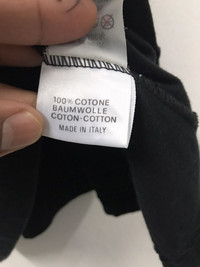 100% COTONE
BAUMWOLLE
COTON-COTTON
MADE IN ITALY